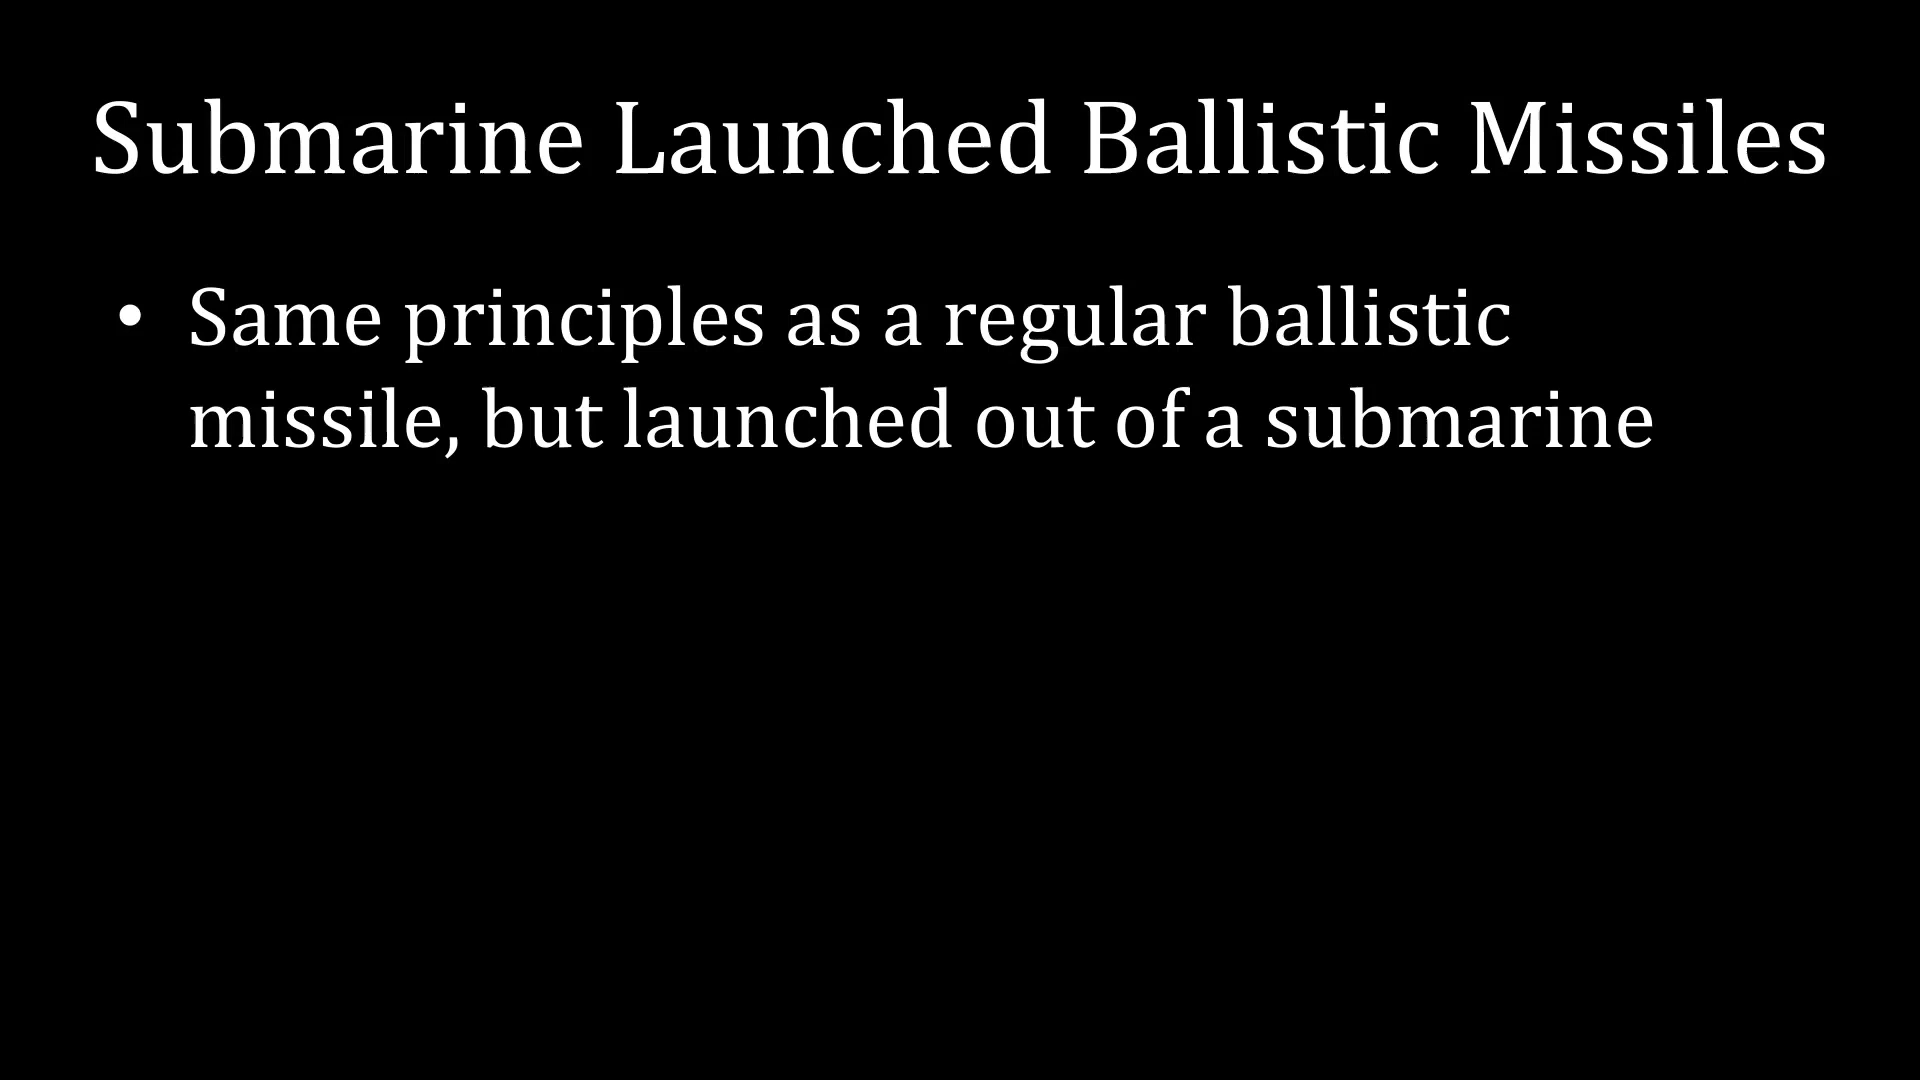 Submarine Launched Ballistic Missiles
• Same principles as a regular ballistic
missile, but launched out of a submarine